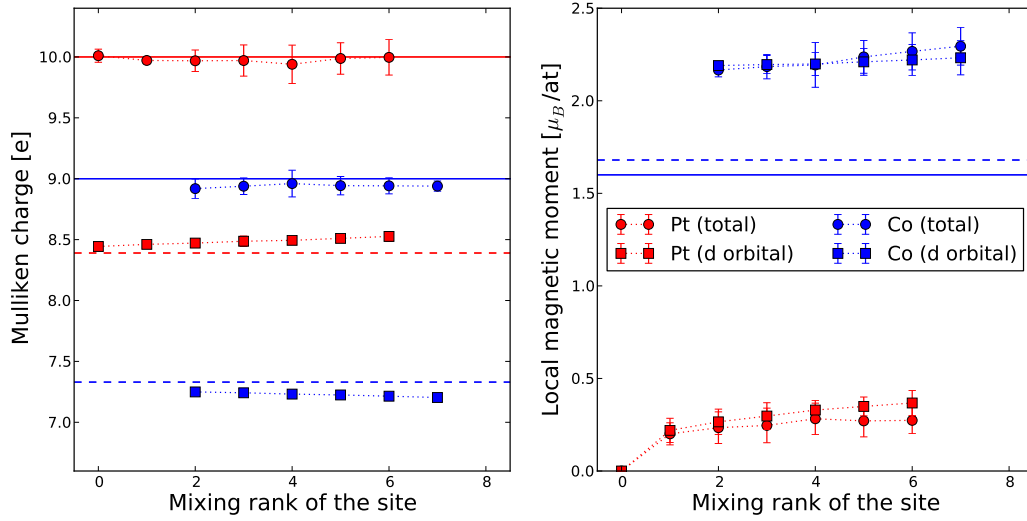 10.0
9.5
9.0
8.5
8.0
7.5
7.0
Mulliken charge [e]
0
2
4
6
8
Mixing rank of the site
2.5
2.0
1.5
1.0
0.5
0.0
Local magnetic moment [μ_B/at]
Pt (total)
Pt (d orbital)
Co (total)
Co (d orbital)
0
2
4
6
8
Mixing rank of the site